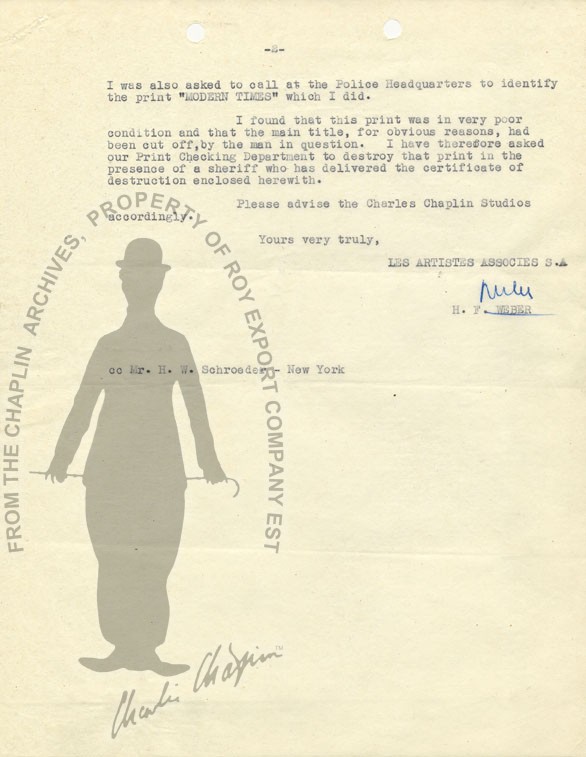 -2-
I was also asked to call at the Police Headquarters to identify
the print "MODERN TIMES" which I did.
I found that this print was in very poor
condition and that the main title, for obvious reasons, had
been cut off,by the man in question. I have therefore asked
our Print Checking Department to destroy that print in the
presence of a sheriff who has delivered the certificate of
destruction enclosed herewith.
Please advise the Charles Chaplin Studios
accordingly.
Yours very truly,
LES ARTISTES ASSOCIES S.A
H. F. WEBER
cc Mr. H. W. Schroeder - New York
FROM THE CHAPLIN ARCHIVES, PROPERTY OF ROY EXPORT COMPANY EST
Charlie Chaplin™